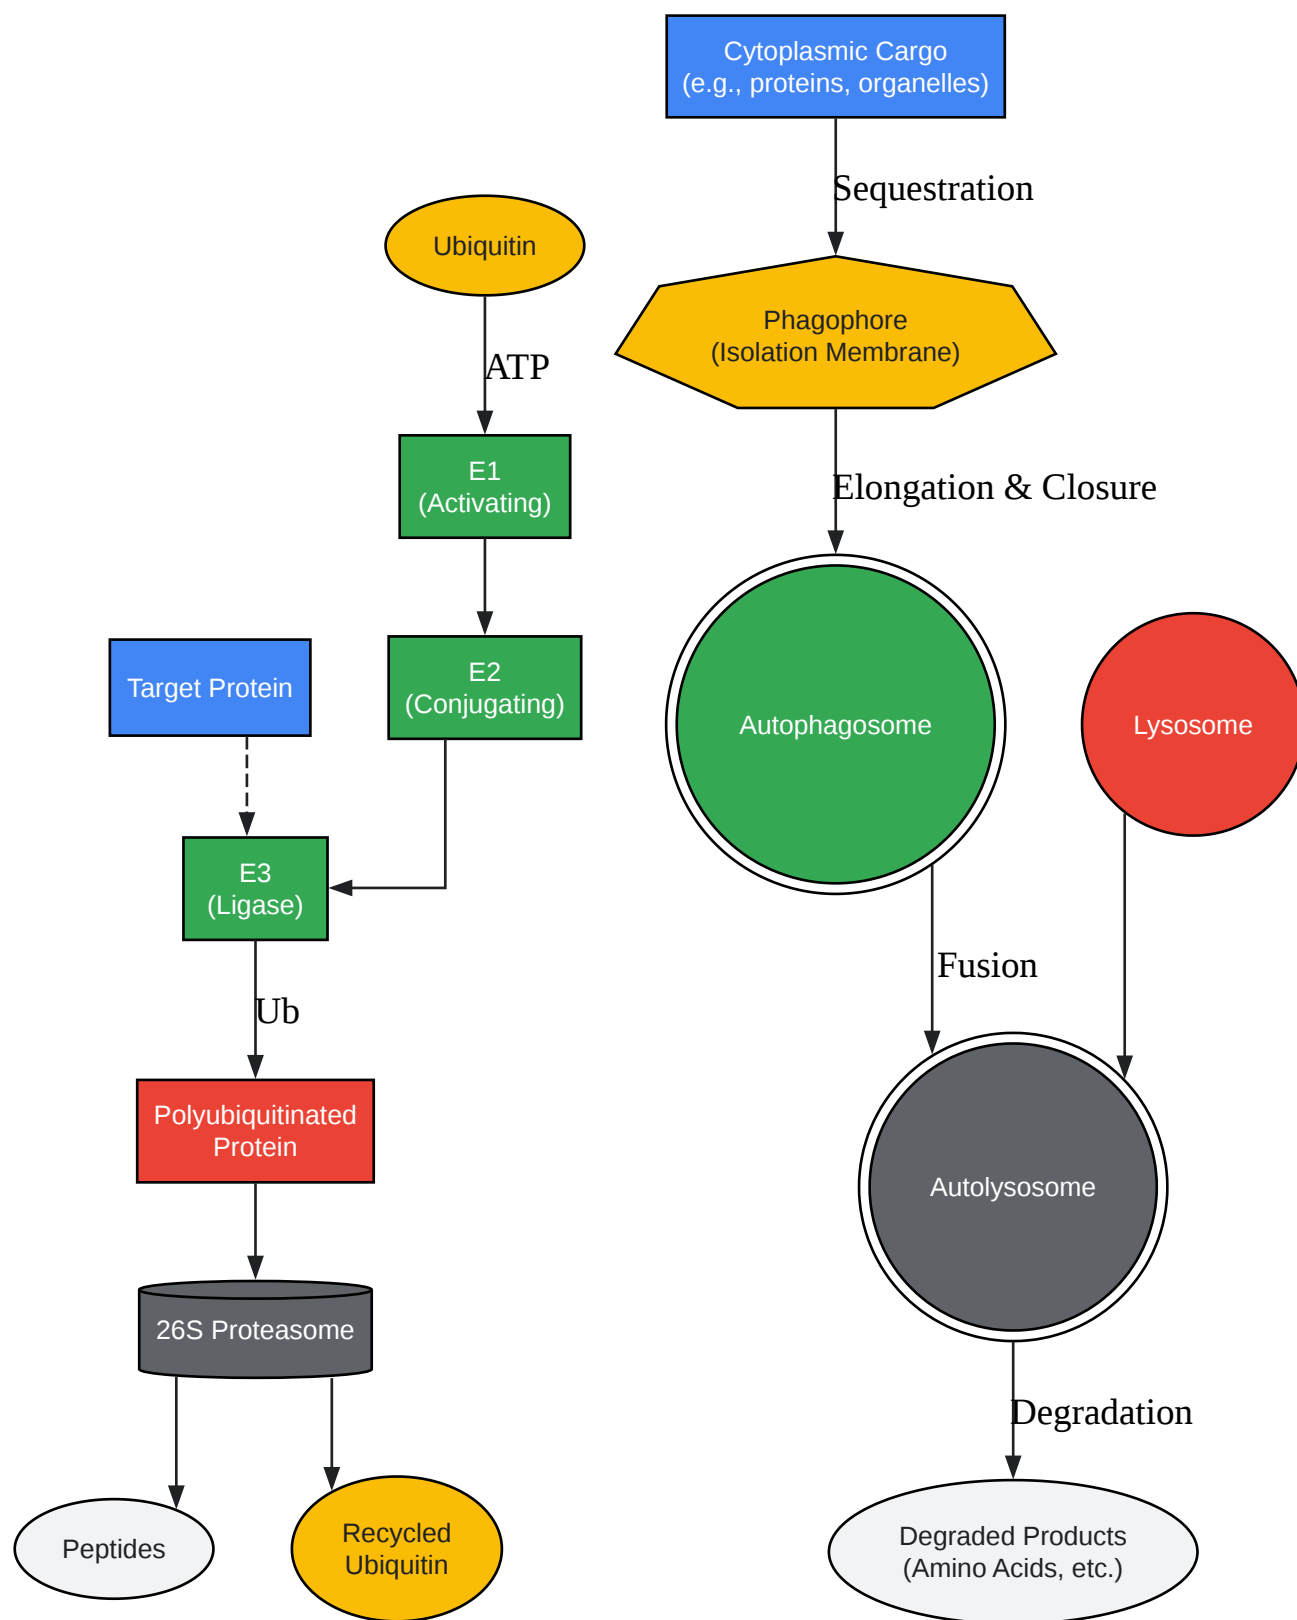 Cytoplasmic Cargo
(e.g., proteins, organelles)
Sequestration
Ubiquitin
Phagophore
(Isolation Membrane)
ATP
E1
(Activating)
Elongation & Closure
Target Protein
E2
(Conjugating)
Autophagosome
Lysosome
E3
(Ligase)
Fusion
Ub
Polyubiquitinated
Protein
Autolysosome
26S Proteasome
Degradation
Peptides
Recycled
Ubiquitin
Degraded Products
(Amino Acids, etc.)